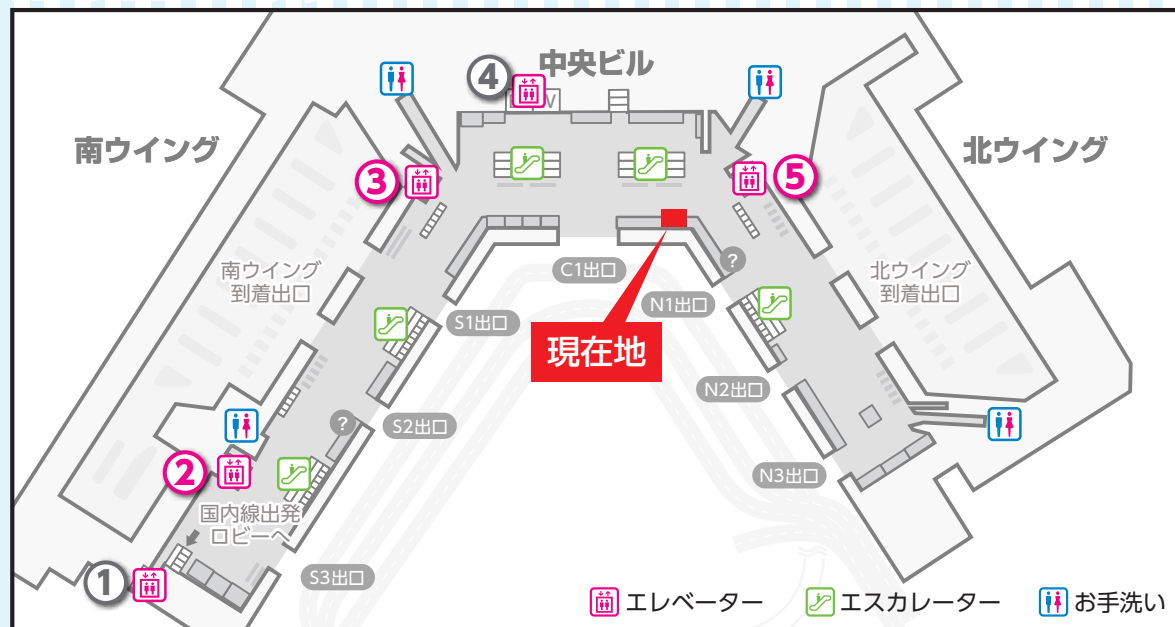 中央ビル
④
南ウイング
北ウイング
③
⑤
南ウイング
到着出口
北ウイング
到着出口
C1出口
?
N1出口
S1出口
現在地
N2出口
?
S2出口
②
N3出口
国内線出発
ロビーへ
①
S3出口
エレベーター
エスカレーター
お手洗い